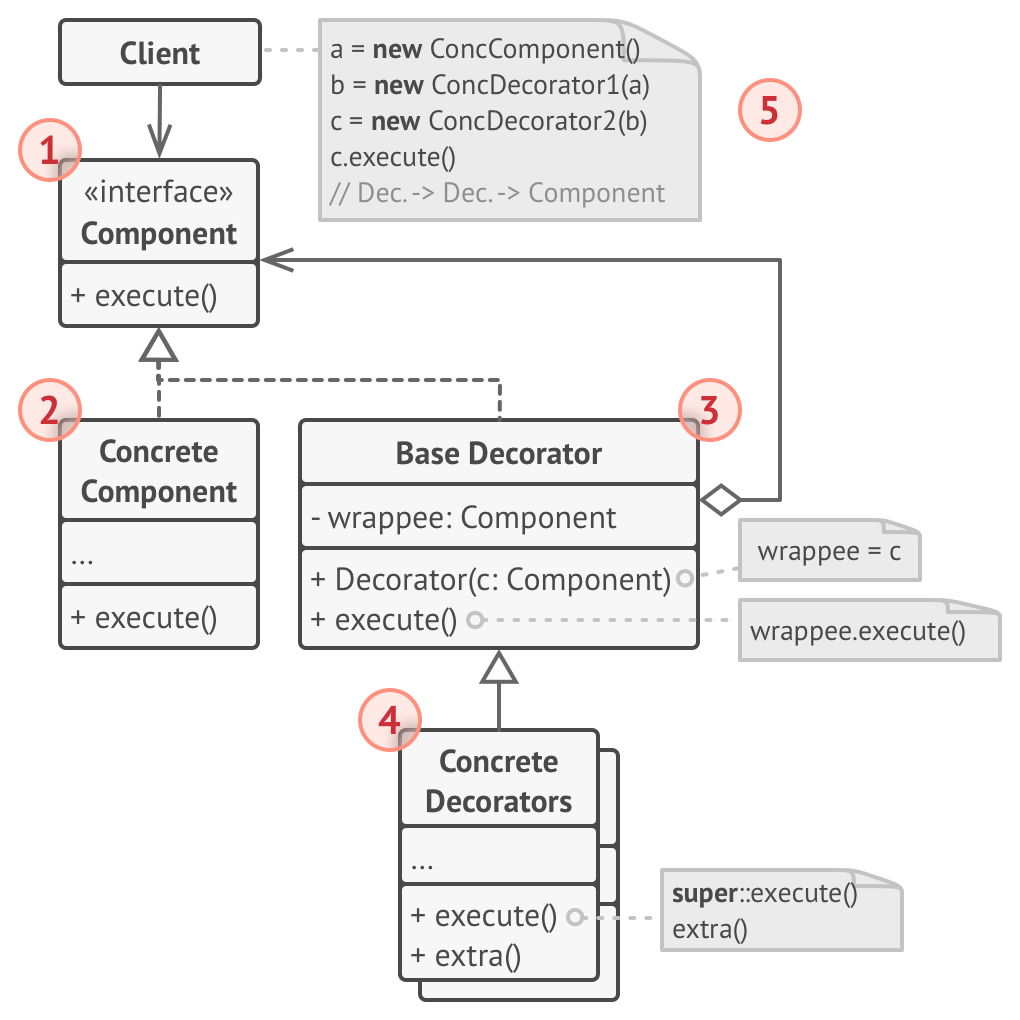 Client
a = new ConcComponent()
b = new ConcDecorator1(a)
c = new ConcDecorator2(b)
c.execute()
// Dec. -> Dec. -> Component
5
1
«interface»
Component
+ execute()
2
Concrete
Component
...
+ execute()
3
Base Decorator
- wrappee: Component
+ Decorator(c: Component)
+ execute()
wrappee = c
wrappee.execute()
4
Concrete
Decorators
...
+ execute()
+ extra()
super::execute()
extra()